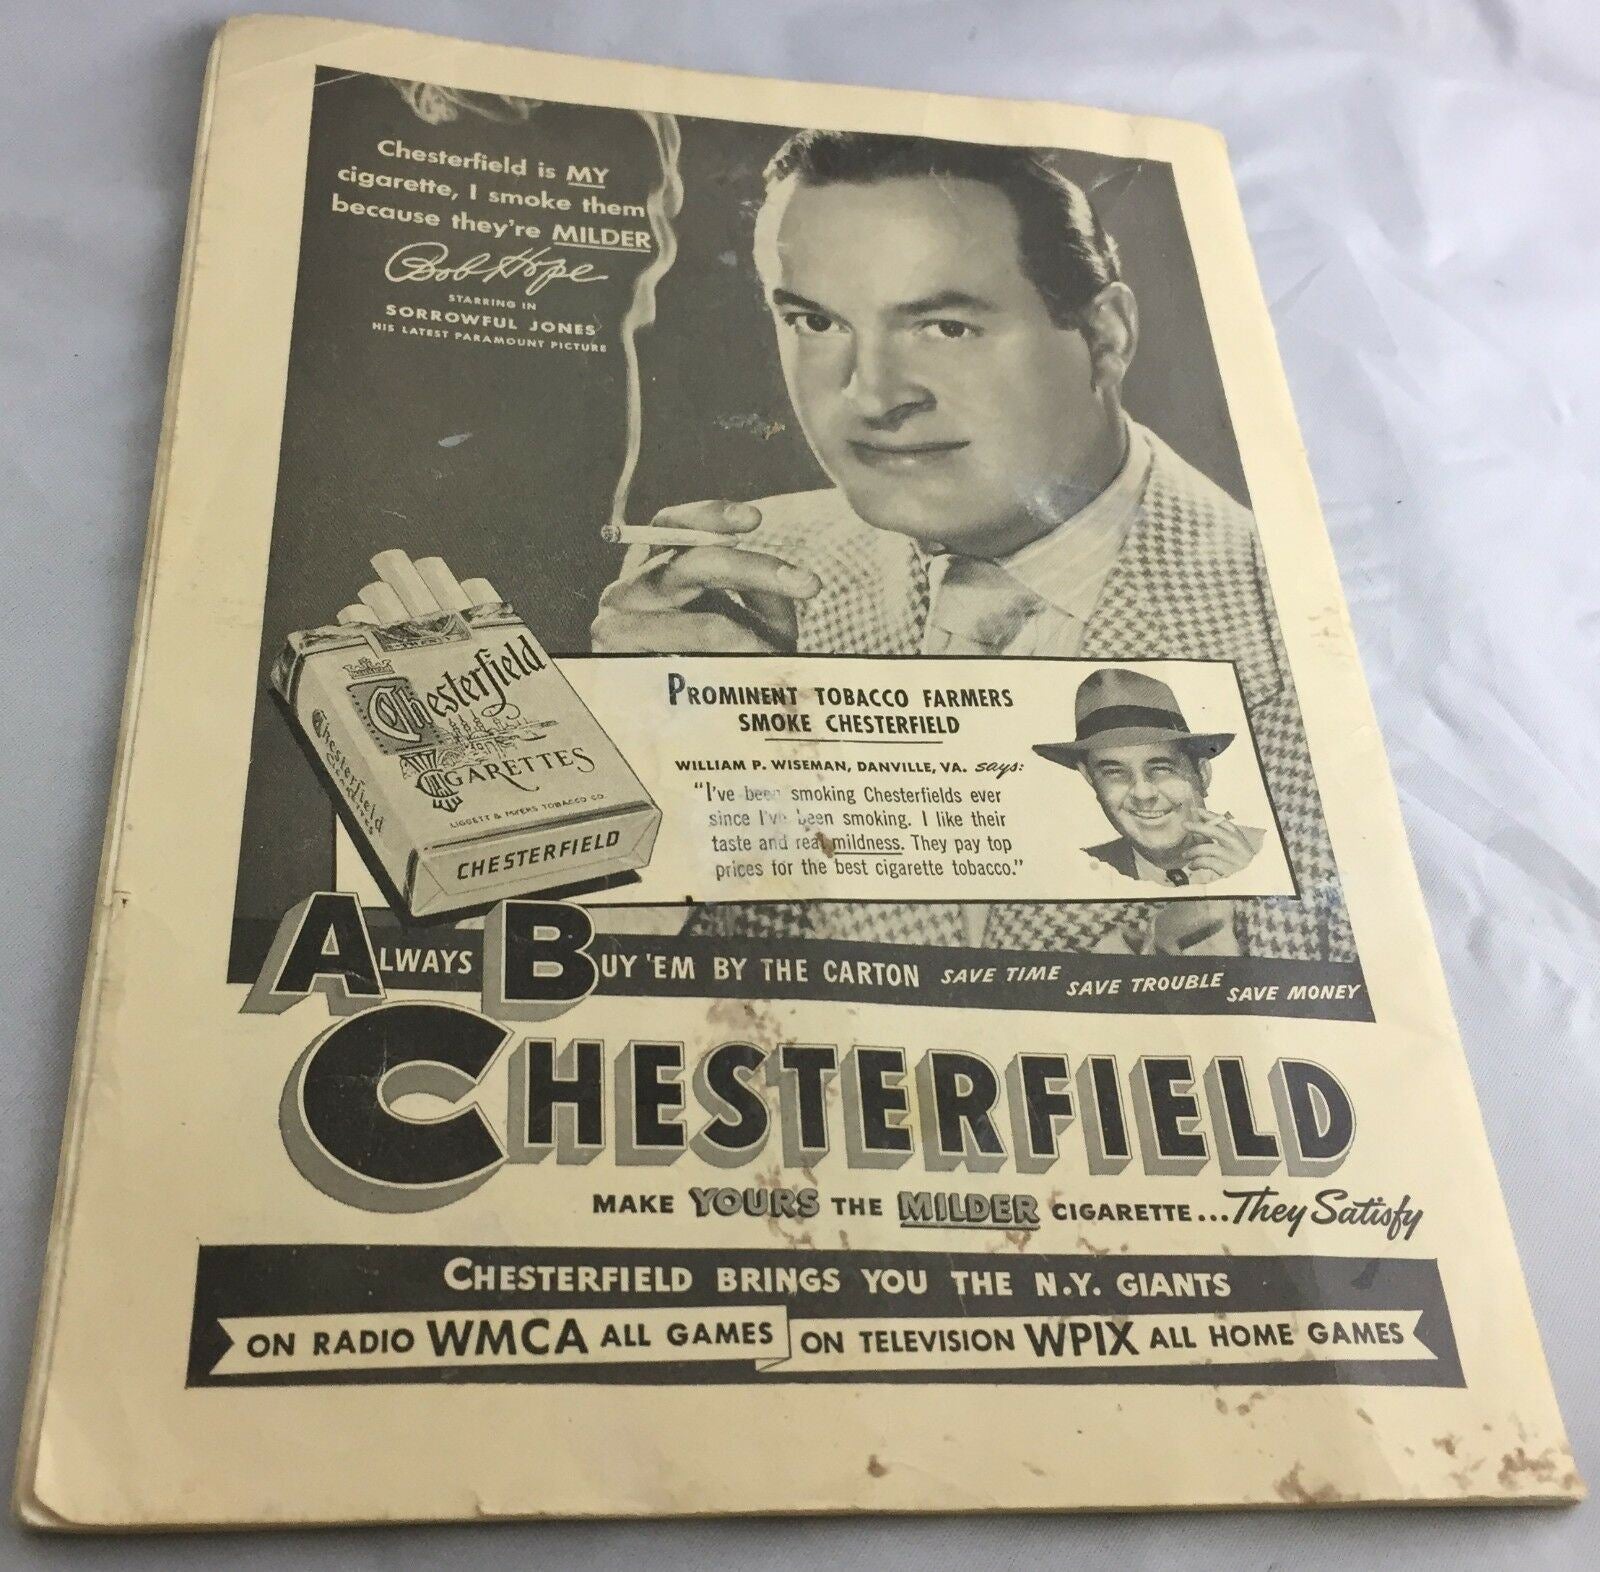 Chesterfield is MY
cigarette, I smoke them
because they're MILDER
Bob Hope
STARRING IN
SORROWFUL JONES
HIS LATEST PARAMOUNT PICTURE
Chesterfield
CIGARETTES
LIGGETT & MYERS TOBACCO CO.
Chesterfield
CIGARETTES
CHESTERFIELD
PROMINENT TOBACCO FARMERS
SMOKE CHESTERFIELD
WILLIAM P. WISEMAN, DANVILLE, VA. says:
"I've been smoking Chesterfields ever
since I've been smoking. I like their
taste and real mildness. They pay top
prices for the best cigarette tobacco."
ALWAYS BUY 'EM BY THE CARTON SAVE TIME SAVE TROUBLE SAVE MONEY
CHESTERFIELD
MAKE YOURS THE MILDER CIGARETTE...They Satisfy
CHESTERFIELD BRINGS YOU THE N.Y. GIANTS
ON RADIO WMCA ALL GAMES ON TELEVISION WPIX ALL HOME GAMES